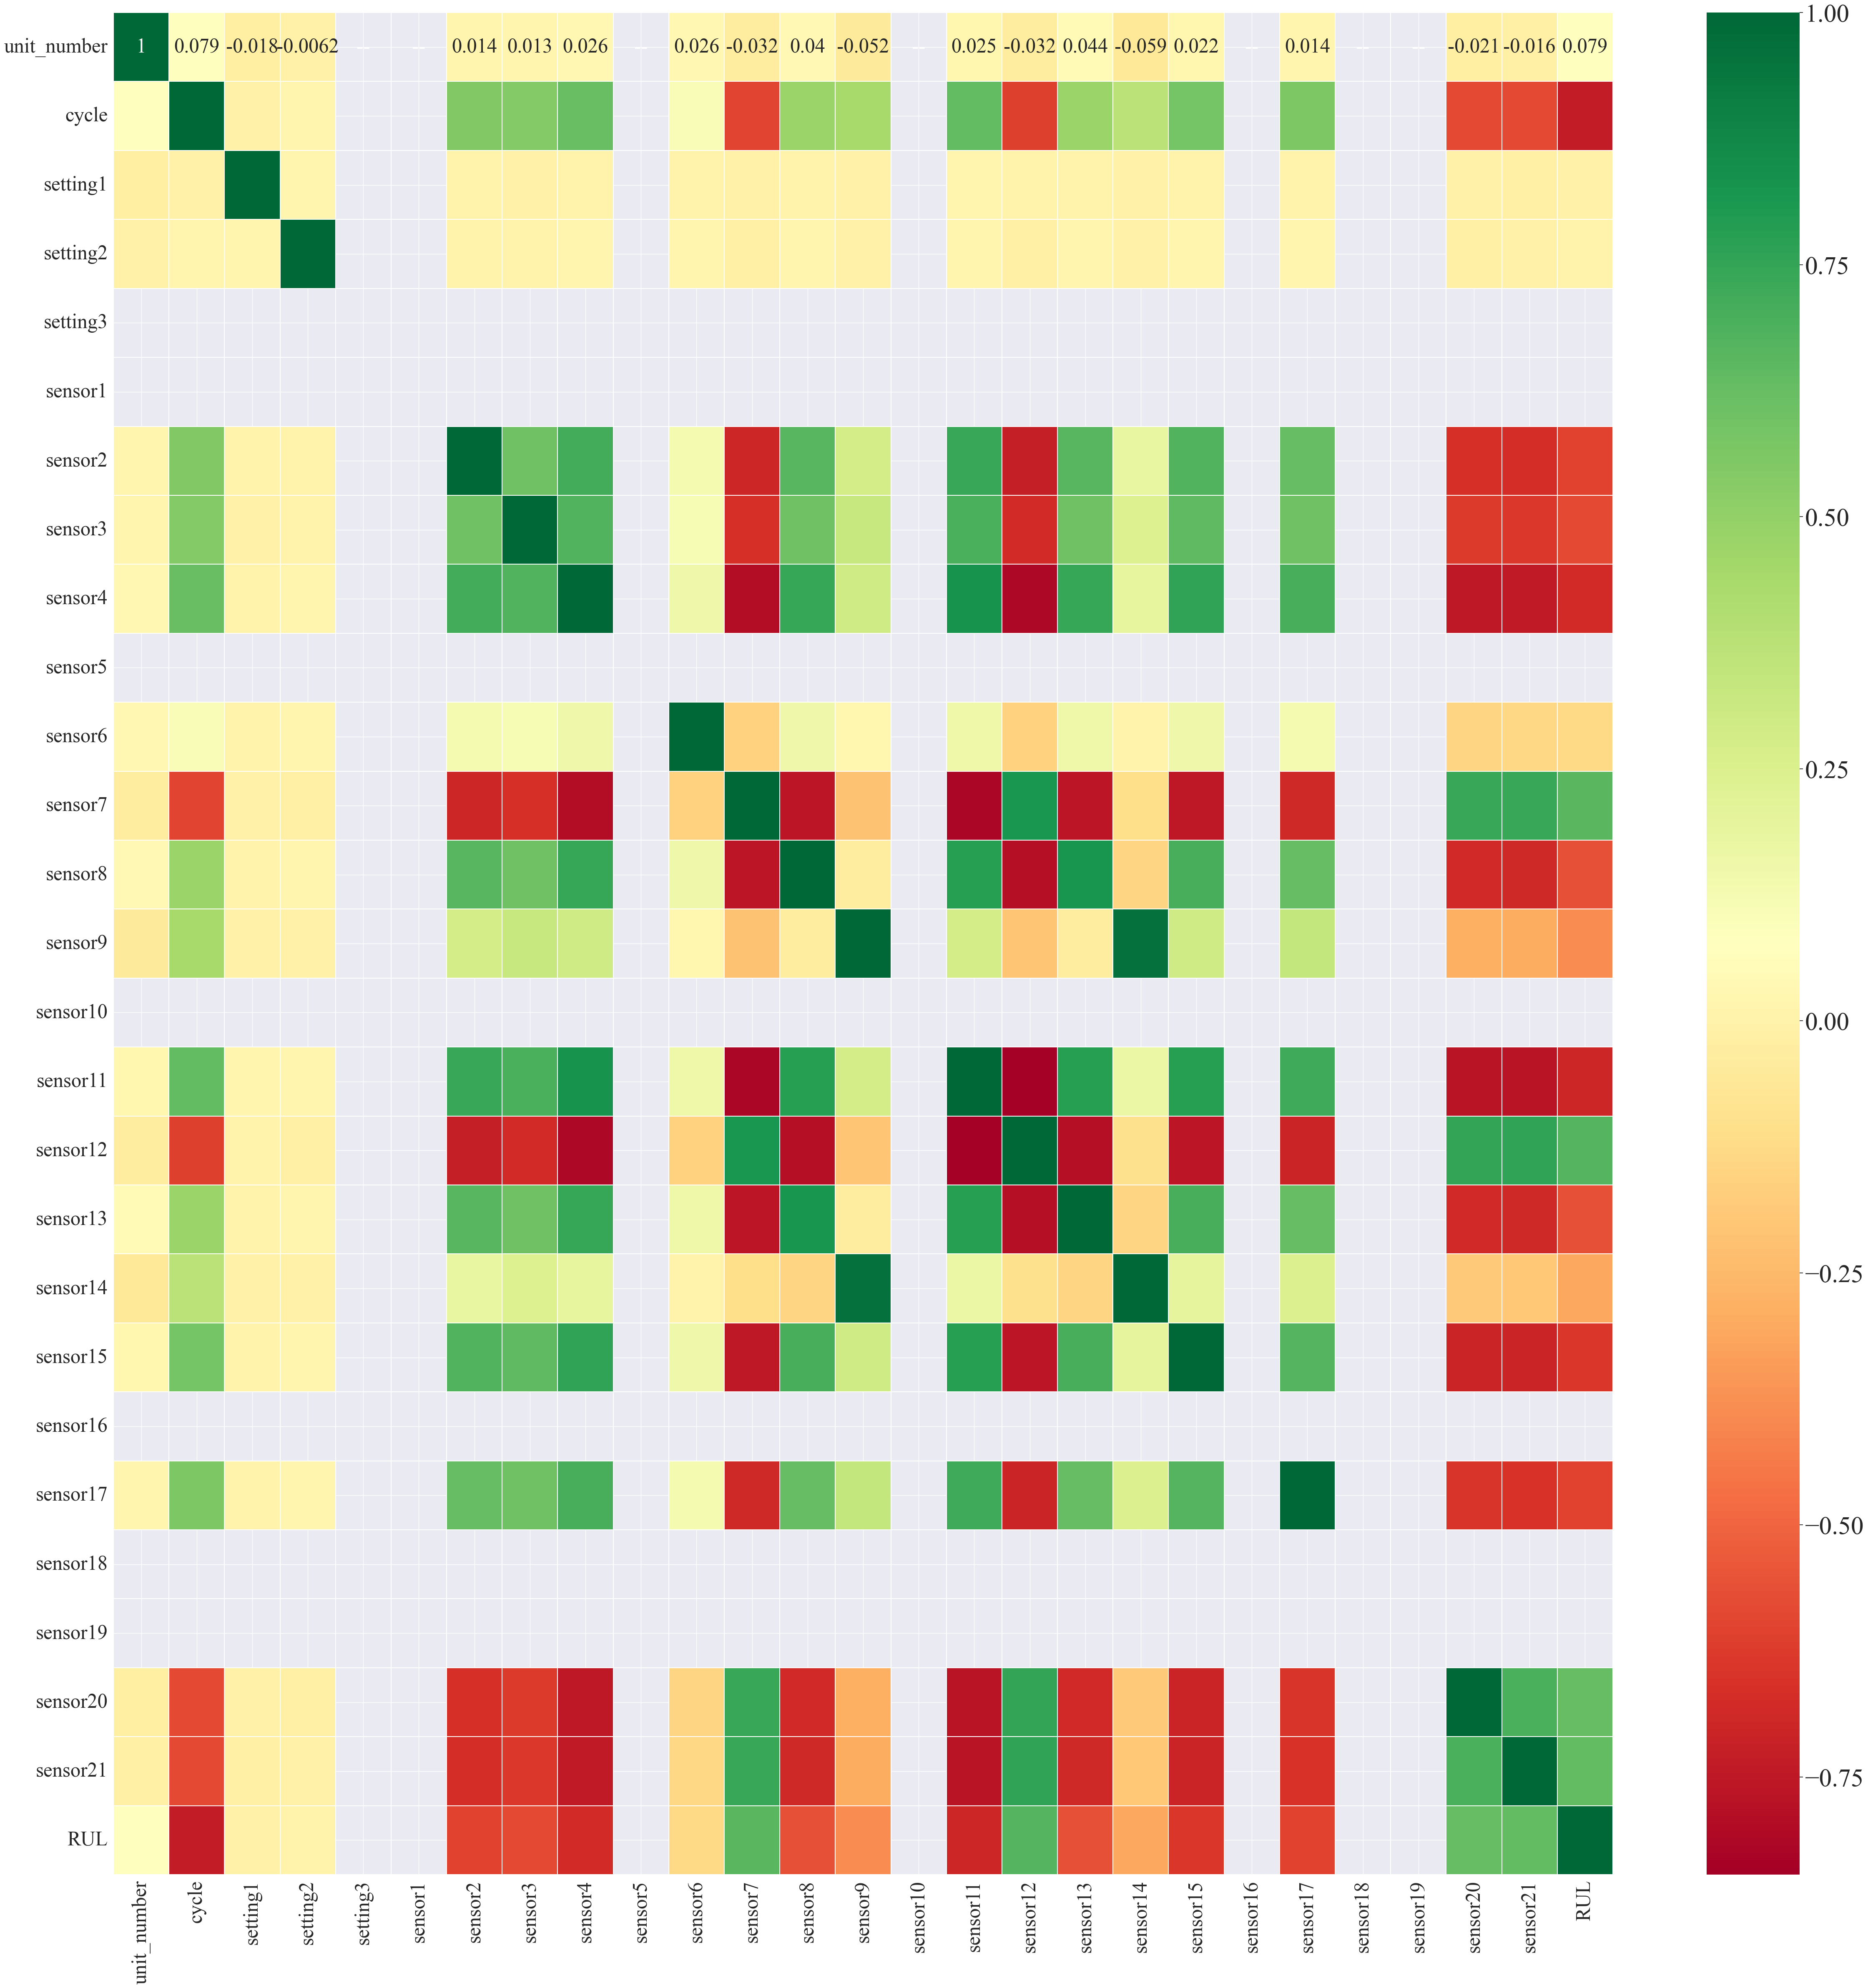 unit_number 1 0.079 -0.018 -0.0062 0.014 0.013 0.026 0.026 -0.032 0.04 -0.052 0.025 -0.032 0.044 -0.059 0.022 0.014 -0.021 -0.016 0.079
cycle
setting1
setting2
setting3
sensor1
sensor2
sensor3
sensor4
sensor5
sensor6
sensor7
sensor8
sensor9
sensor10
sensor11
sensor12
sensor13
sensor14
sensor15
sensor16
sensor17
sensor18
sensor19
sensor20
sensor21
RUL
unit_number
cycle
setting1
setting2
setting3
sensor1
sensor2
sensor3
sensor4
sensor5
sensor6
sensor7
sensor8
sensor9
sensor10
sensor11
sensor12
sensor13
sensor14
sensor15
sensor16
sensor17
sensor18
sensor19
sensor20
sensor21
RUL
1.00
0.75
0.50
0.25
0.00
−0.25
−0.50
−0.75